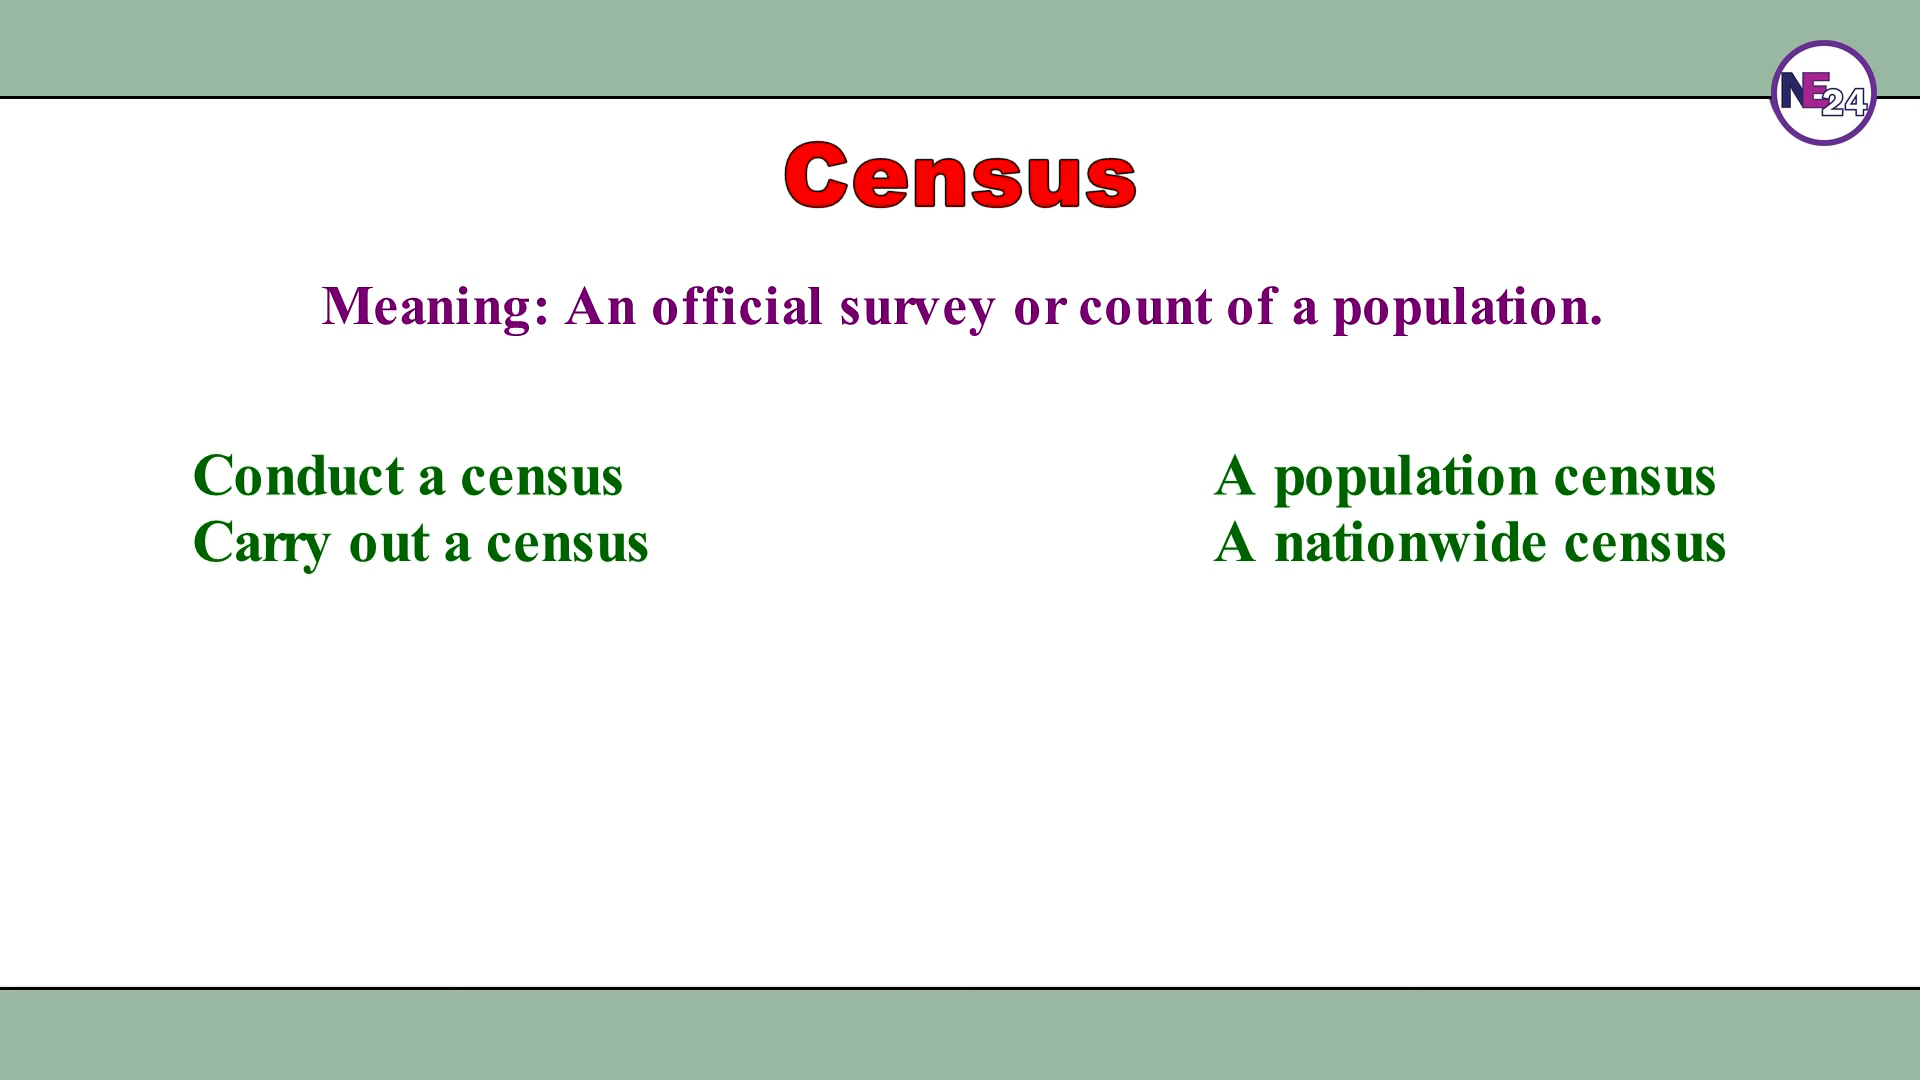 NE24
Census
Meaning: An official survey or count of a population.
Conduct a census
Carry out a census
A population census
A nationwide census